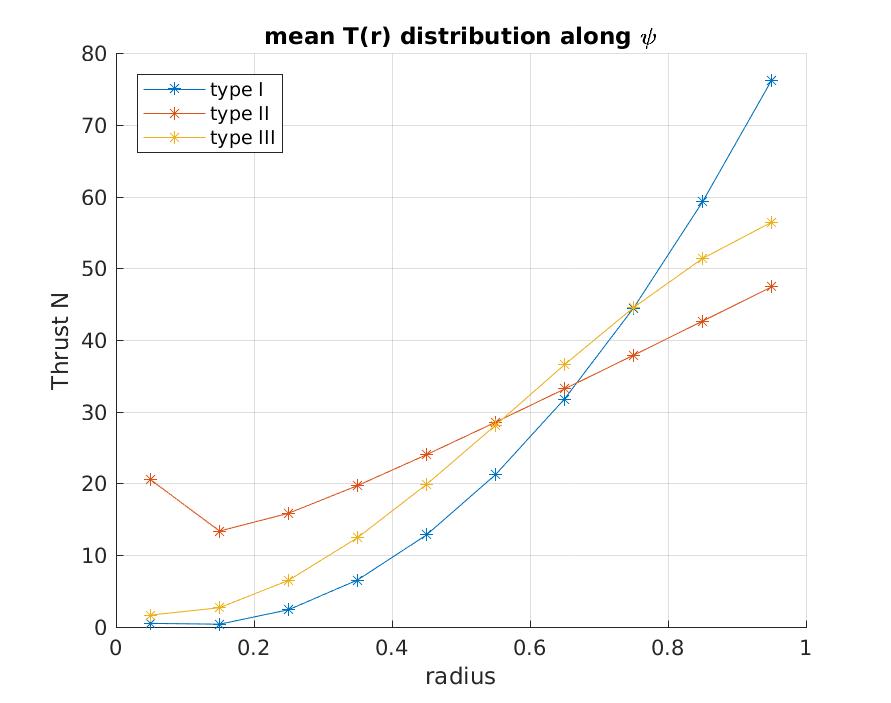 mean T(r) distribution along ψ
80
70
60
50
40
30
20
10
0
type I
type II
type III
Thrust N
0
0.2
0.4
0.6
0.8
1
radius